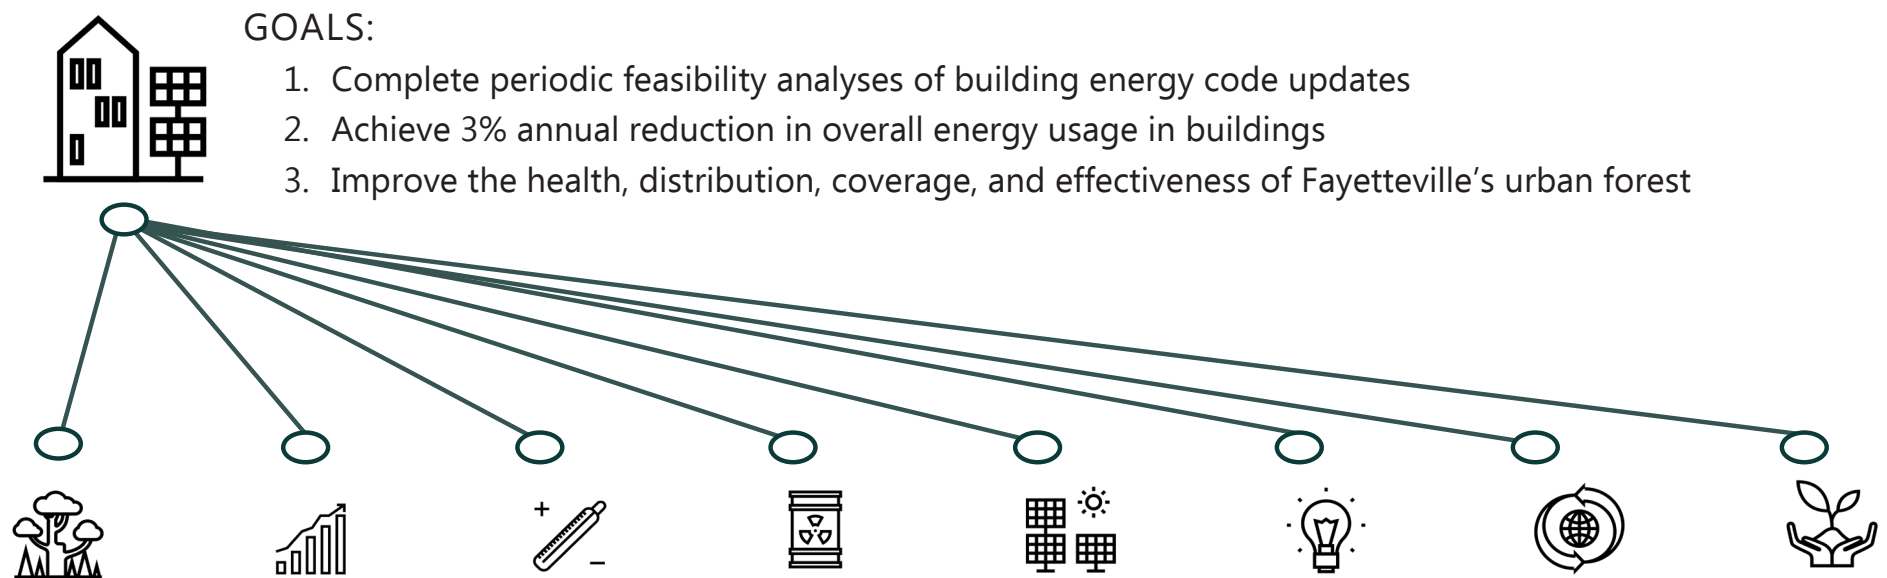 GOALS:
1. Complete periodic feasibility analyses of building energy code updates
2. Achieve 3% annual reduction in overall energy usage in buildings
3. Improve the health, distribution, coverage, and effectiveness of Fayetteville's urban forest